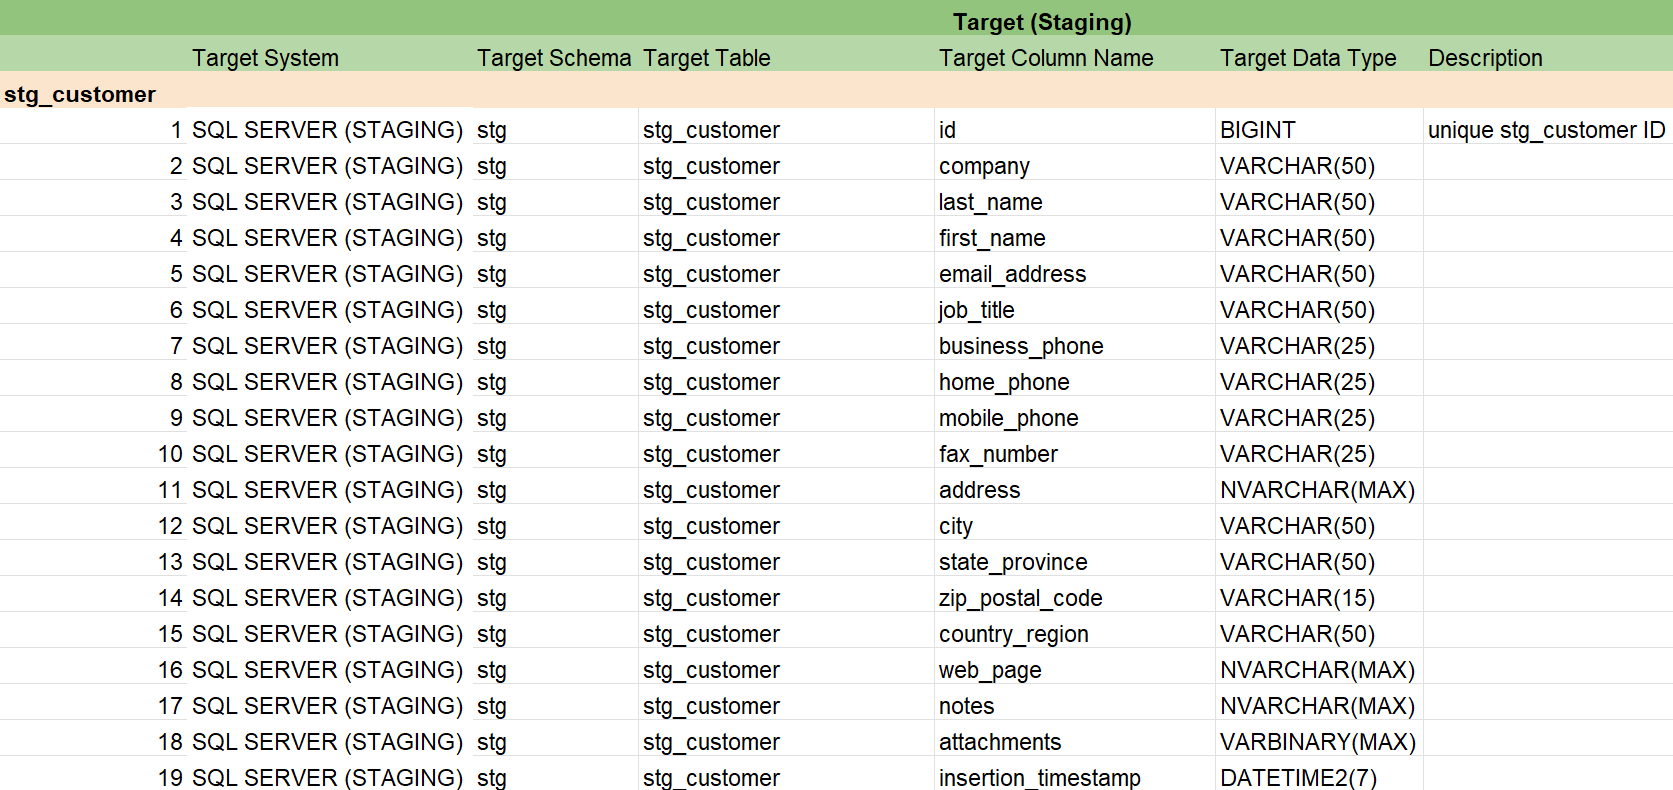 Target (Staging)
Target System Target Schema Target Table Target Column Name Target Data Type Description
stg_customer
1 SQL SERVER (STAGING) stg stg_customer id BIGINT unique stg_customer ID
2 SQL SERVER (STAGING) stg stg_customer company VARCHAR(50)
3 SQL SERVER (STAGING) stg stg_customer last_name VARCHAR(50)
4 SQL SERVER (STAGING) stg stg_customer first_name VARCHAR(50)
5 SQL SERVER (STAGING) stg stg_customer email_address VARCHAR(50)
6 SQL SERVER (STAGING) stg stg_customer job_title VARCHAR(50)
7 SQL SERVER (STAGING) stg stg_customer business_phone VARCHAR(25)
8 SQL SERVER (STAGING) stg stg_customer home_phone VARCHAR(25)
9 SQL SERVER (STAGING) stg stg_customer mobile_phone VARCHAR(25)
10 SQL SERVER (STAGING) stg stg_customer fax_number VARCHAR(25)
11 SQL SERVER (STAGING) stg stg_customer address NVARCHAR(MAX)
12 SQL SERVER (STAGING) stg stg_customer city VARCHAR(50)
13 SQL SERVER (STAGING) stg stg_customer state_province VARCHAR(50)
14 SQL SERVER (STAGING) stg stg_customer zip_postal_code VARCHAR(15)
15 SQL SERVER (STAGING) stg stg_customer country_region VARCHAR(50)
16 SQL SERVER (STAGING) stg stg_customer web_page NVARCHAR(MAX)
17 SQL SERVER (STAGING) stg stg_customer notes NVARCHAR(MAX)
18 SQL SERVER (STAGING) stg stg_customer attachments VARBINARY(MAX)
19 SQL SERVER (STAGING) stg stg_customer insertion_timestamp DATETIME2(7)